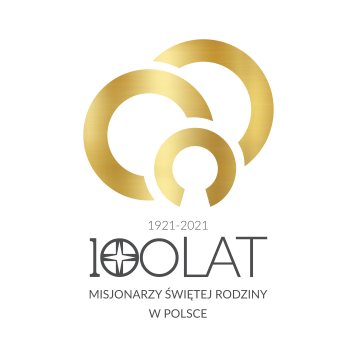 1921-2021
100LAT
MISJONARZY ŚWIĘTEJ RODZINY
W POLSCE